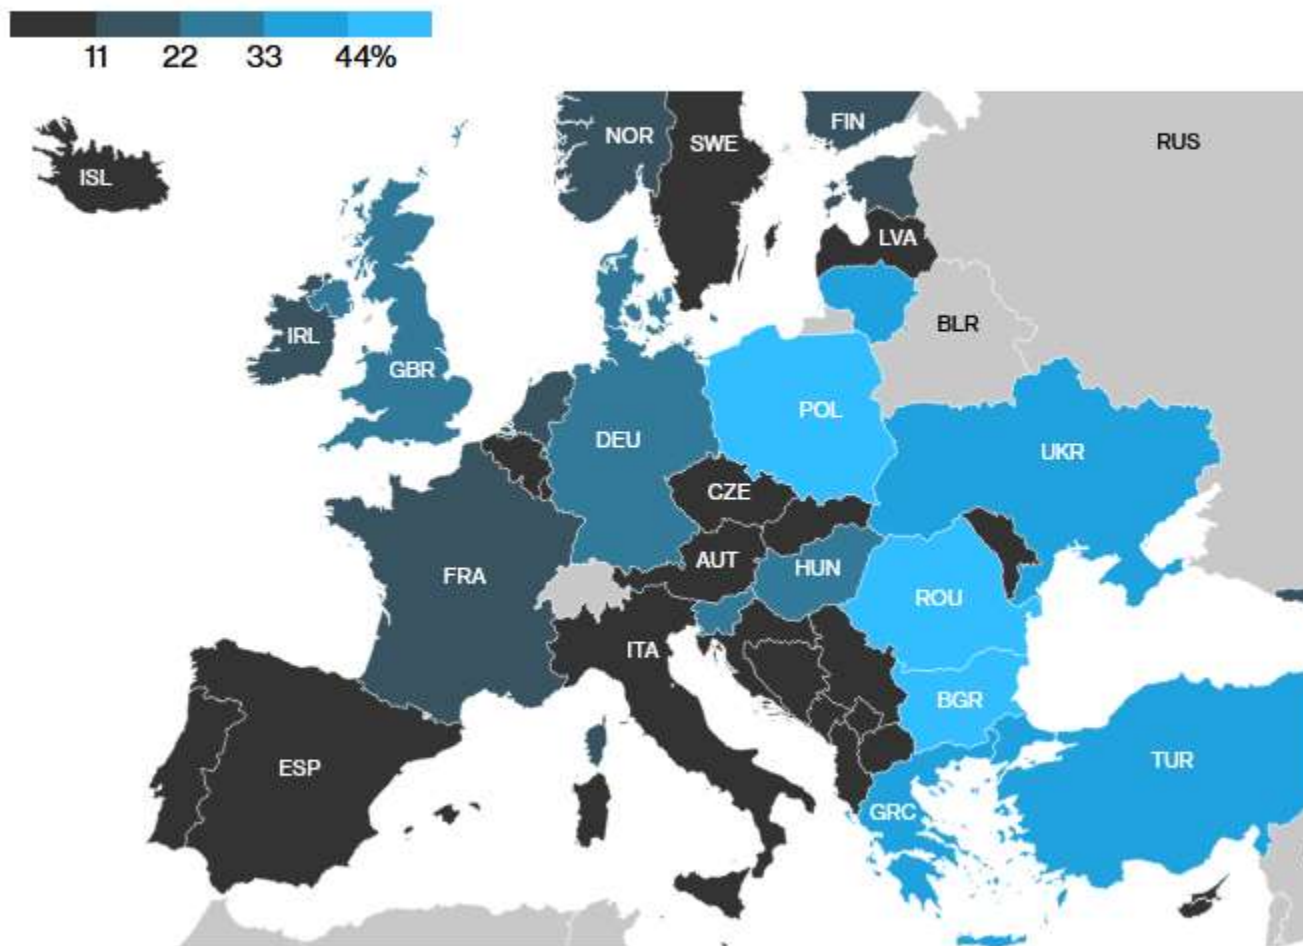 11 22 33 44%
NOR SWE FIN RUS
ISL
LVA
IRL BLR
GBR
POL
DEU UKR
CZE
AUT HUN
FRA
ROU
ITA
BGR
ESP TUR
GRC